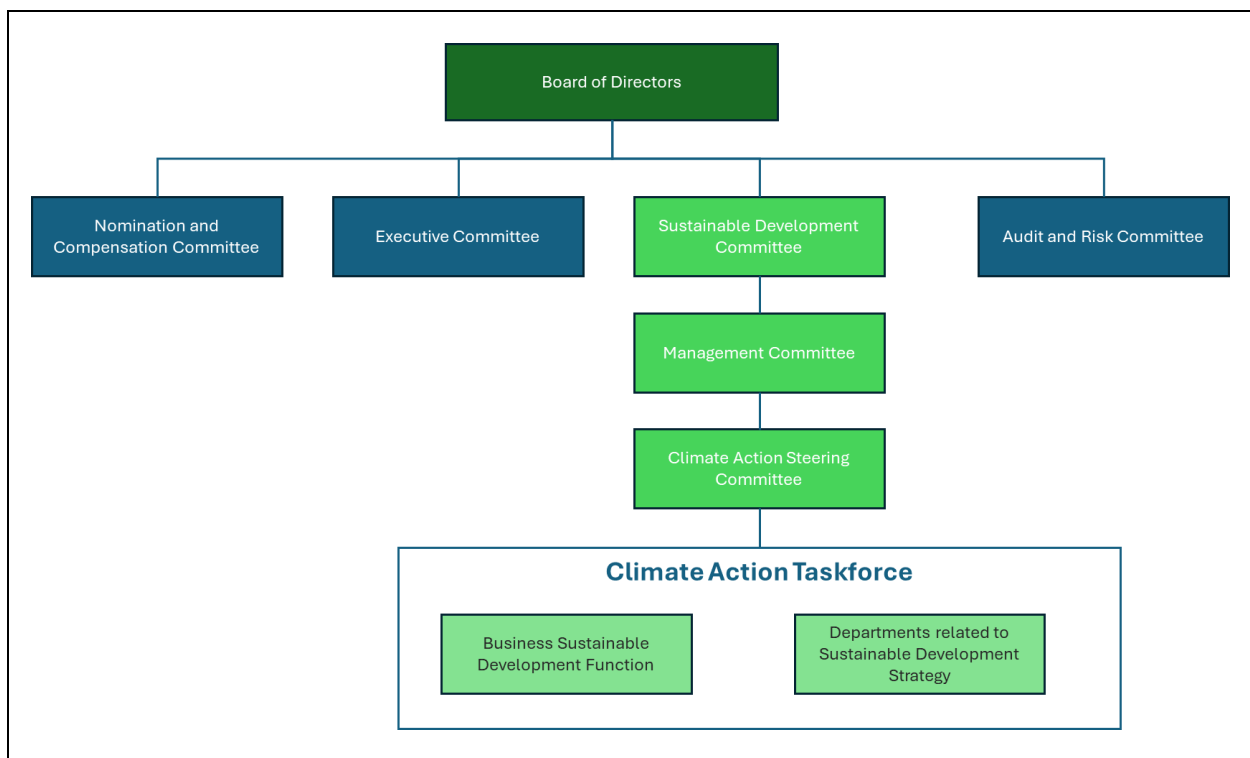 Board of Directors
Nomination and
Compensation Committee
Executive Committee
Sustainable Development
Committee
Audit and Risk Committee
Management Committee
Climate Action Steering
Committee
Climate Action Taskforce
Business Sustainable
Development Function
Departments related to
Sustainable Development
Strategy